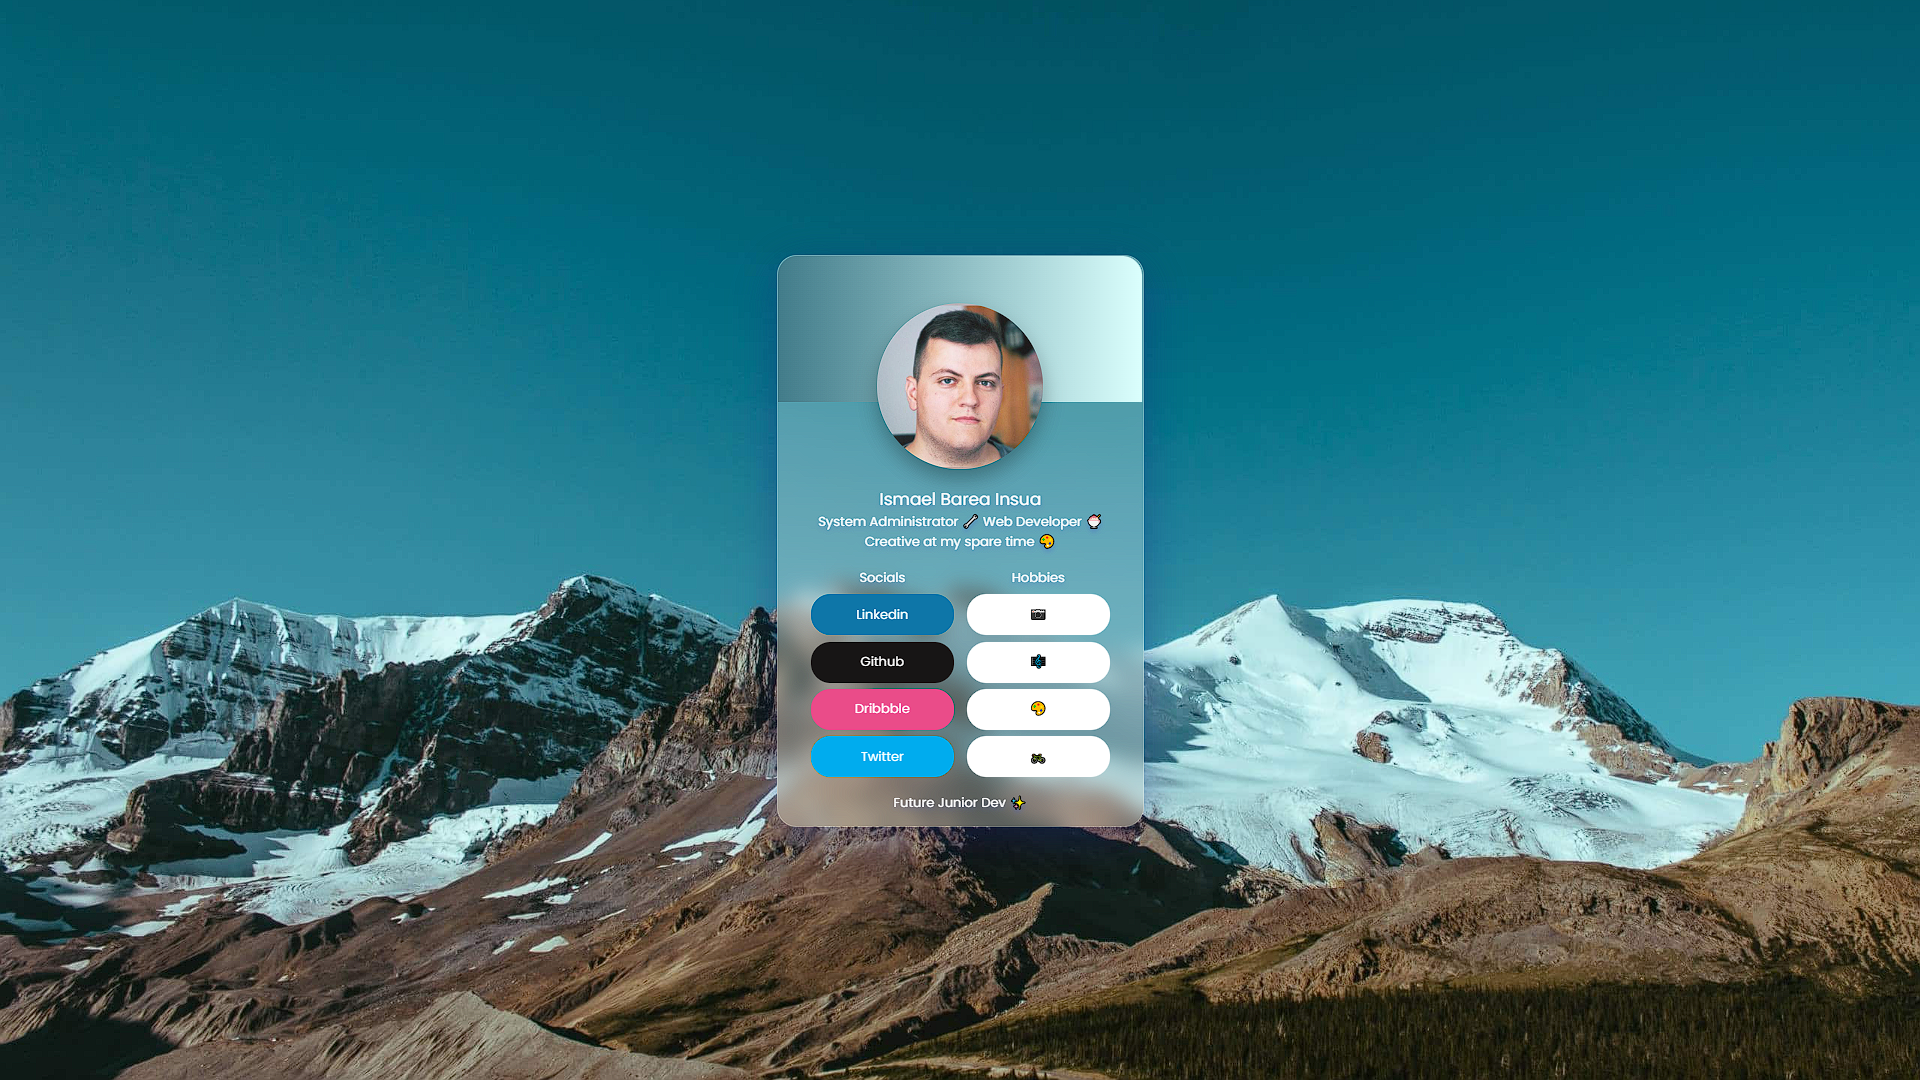 Ismael Barea Insua
System Administrator 🦴 Web Developer 🍧
Creative at my spare time 🎨
Socials
Hobbies
Linkedin
Github
Dribbble
Twitter
Future Junior Dev ✨